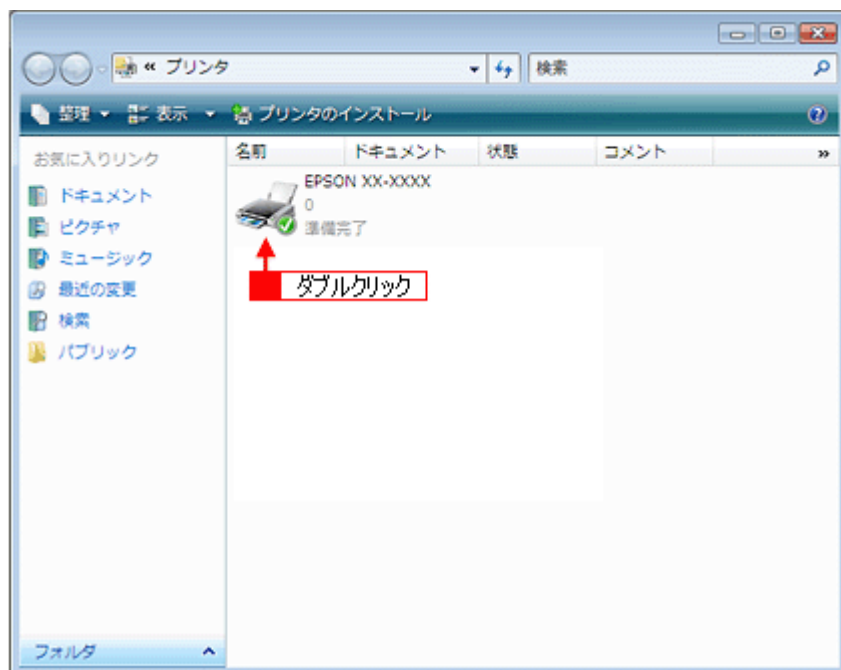 « プリンタ
検索
整理 表示 プリンタのインストール
お気に入りリンク
ドキュメント
ピクチャ
ミュージック
最近の変更
検索
パブリック
フォルダ
名前 ドキュメント 状態 コメント »
EPSON XX-XXXX
0
準備完了
ダブルクリック